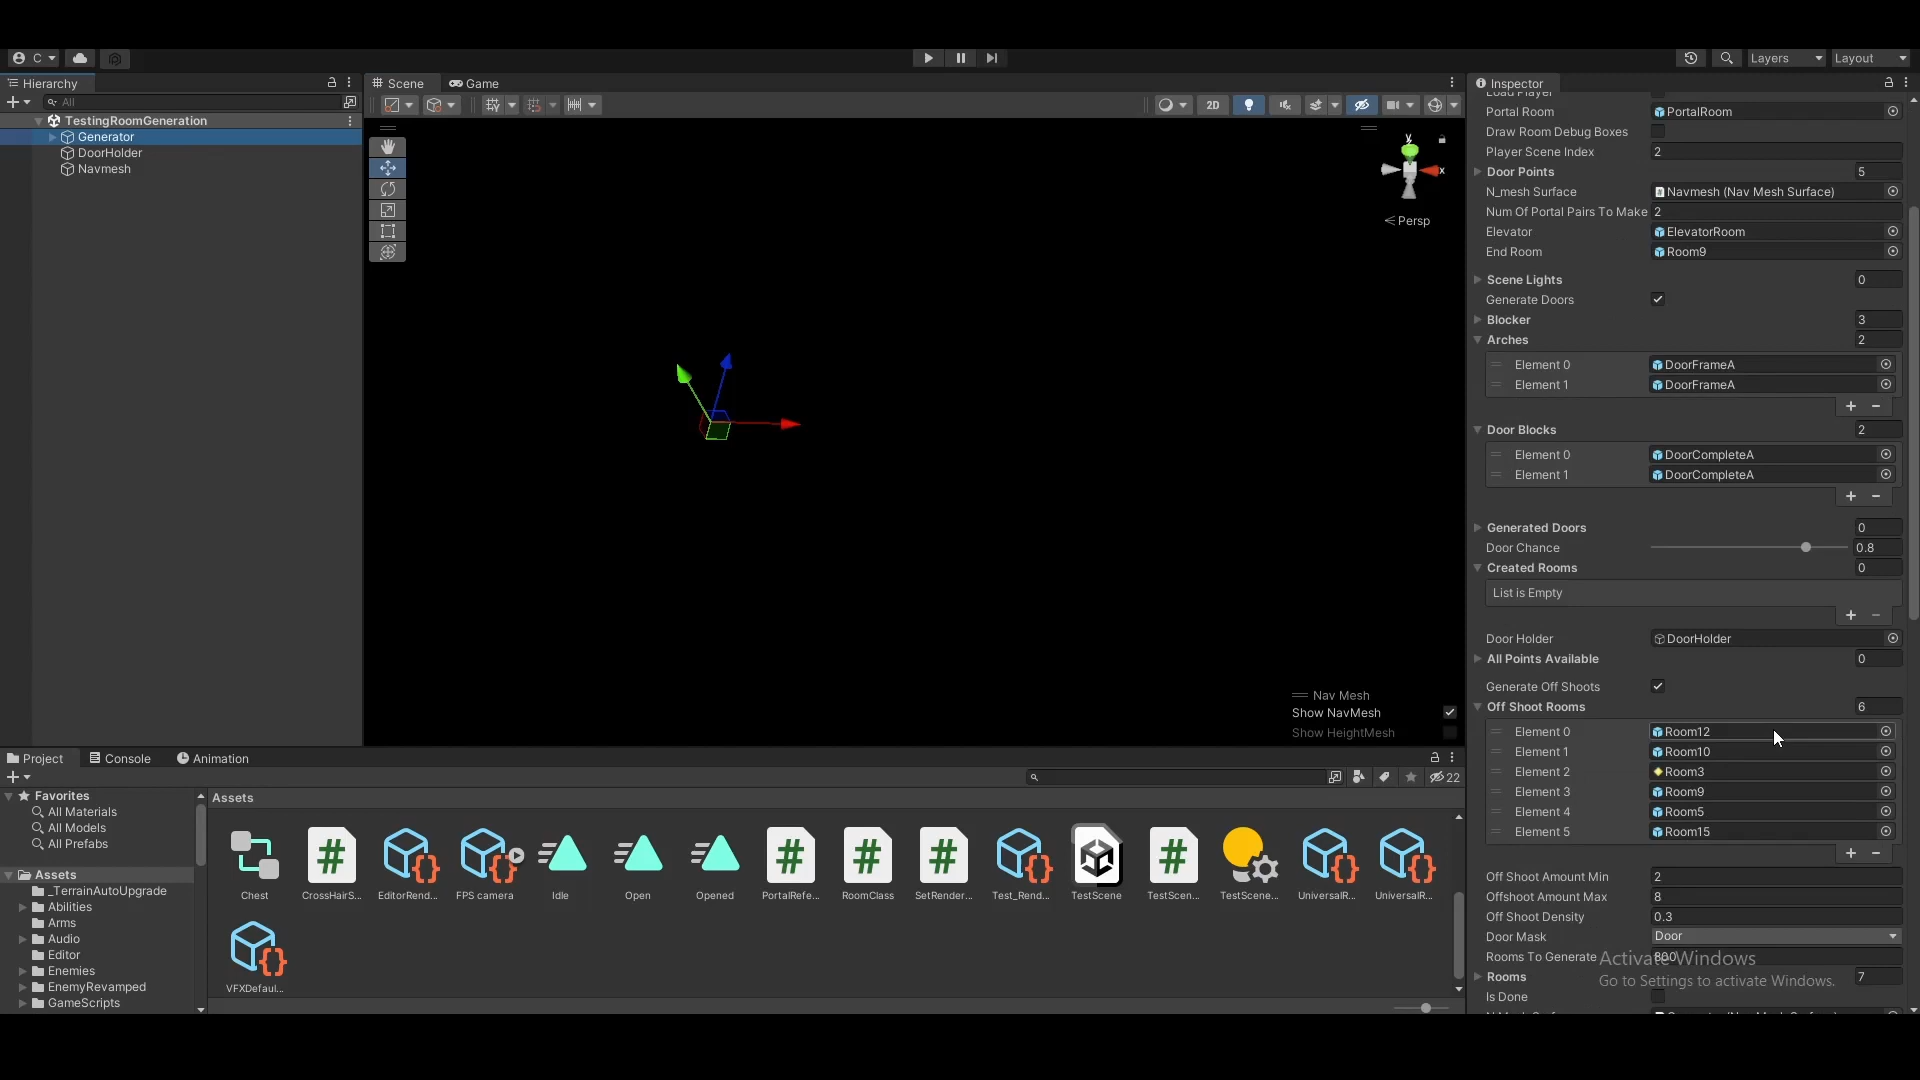 C
Layers
Layout
Hierarchy
All
TestingRoomGeneration
Generator
DoorHolder
Navmesh
Scene
Game
2D
y
x
Persp
Nav Mesh
Show NavMesh
Show HeightMesh
Inspector
Load Player
Portal Room PortalRoom
Draw Room Debug Boxes
Player Scene Index 2
Door Points 5
N_mesh Surface Navmesh (Nav Mesh Surface)
Num Of Portal Pairs To Make 2
Elevator ElevatorRoom
End Room Room9
Scene Lights 0
Generate Doors
Blocker 3
Arches 2
Element 0 DoorFrameA
Element 1 DoorFrameA
Door Blocks 2
Element 0 DoorCompleteA
Element 1 DoorCompleteA
Generated Doors 0
Door Chance 0.8
Created Rooms 0
List is Empty
Door Holder DoorHolder
All Points Available 0
Generate Off Shoots
Off Shoot Rooms 6
Element 0 Room12
Element 1 Room10
Element 2 Room3
Element 3 Room9
Element 4 Room5
Element 5 Room15
Off Shoot Amount Min 2
Offshoot Amount Max 8
Off Shoot Density 0.3
Door Mask Door
Rooms To Generate 800
Rooms 7
Is Done
Activate Windows
Go to Settings to activate Windows.
Project
Console
Animation
22
Favorites
All Materials
All Models
All Prefabs
Assets
_TerrainAutoUpgrade
Abilities
Arms
Audio
Editor
Enemies
EnemyRevamped
GameScripts
Assets
Chest
CrossHairS...
EditorRend...
FPS camera
Idle
Open
Opened
PortalRefe...
RoomClass
SetRender...
Test_Rend...
TestScene
TestScen...
TestScene...
UniversalR...
UniversalR...
VFXDefaul...